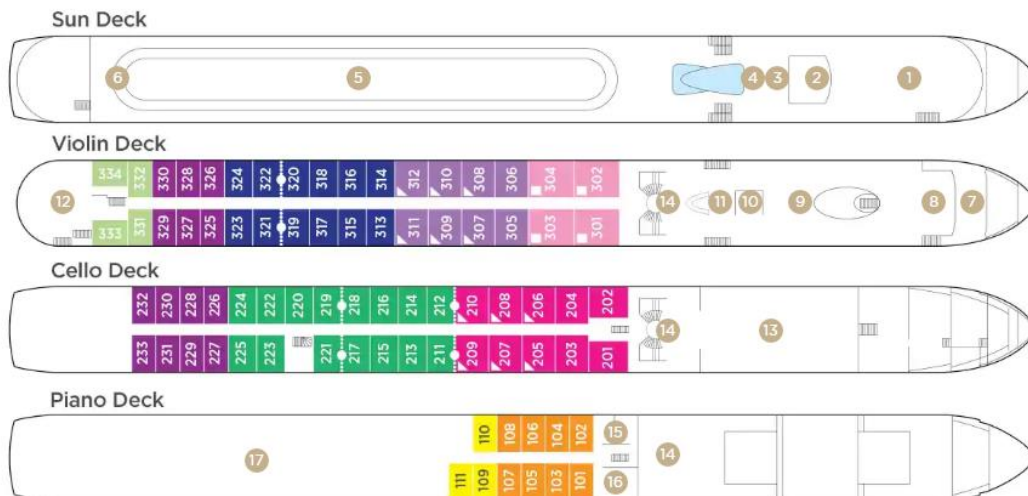 Sun Deck
6 5 4 3 2 1
Violin Deck
334 332 330 328 326 324 322 320 318 316 314 312 310 308 306 304 302
12 14 11 10 9 8 7
333 331 329 327 325 323 321 319 317 315 313 311 309 307 305 303 301
Cello Deck
232 230 228 226 224 222 220 219 218 216 214 212 210 208 206 204 202
14 13
233 231 229 227 225 223 221 217 215 213 211 209 207 205 203 201
Piano Deck
110 108 106 104 102 15
17 14
111 109 107 105 103 101 16